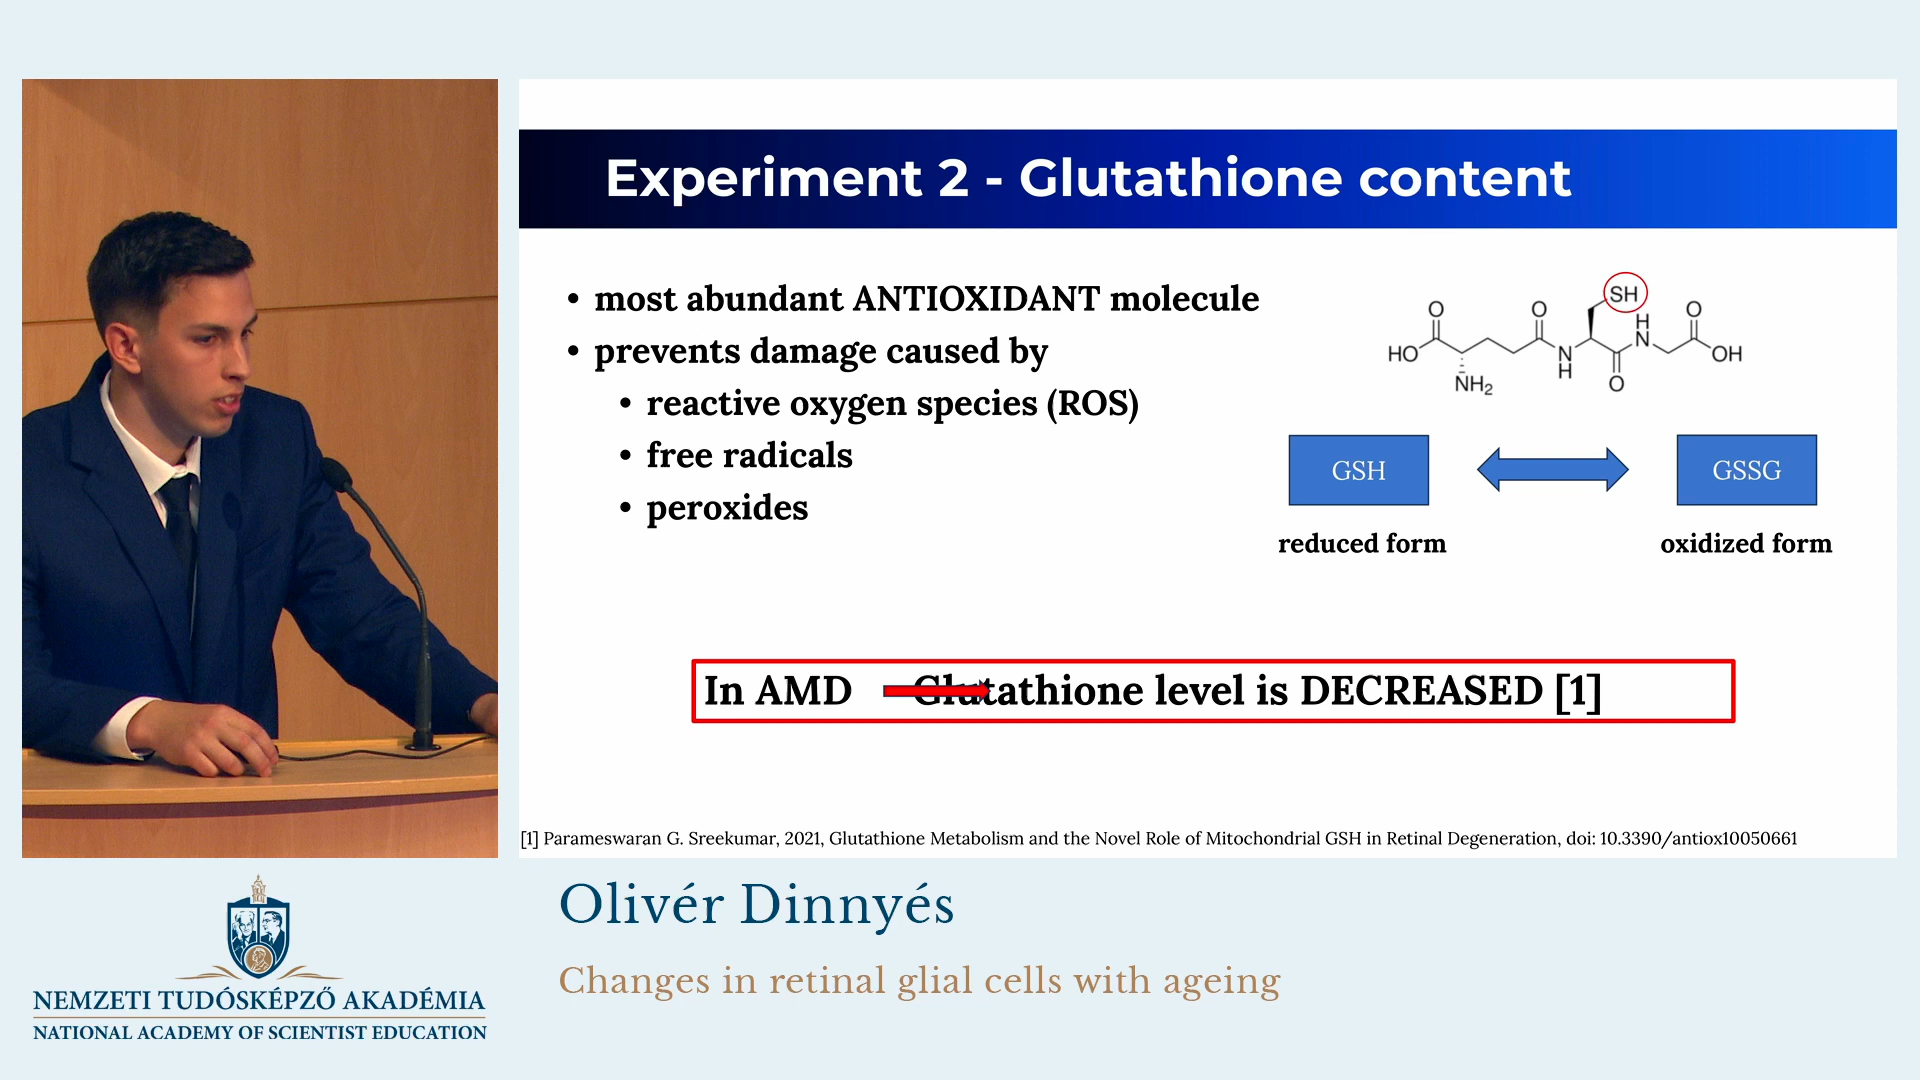 Experiment 2 - Glutathione content
• most abundant ANTIOXIDANT molecule
• prevents damage caused by
• reactive oxygen species (ROS)
• free radicals
• peroxides
SH
O
O
H
N
O
HO
N
H
O
OH
NH2
GSH
GSSG
reduced form
oxidized form
In AMD Glutathione level is DECREASED [1]
[1] Parameswaran G. Sreekumar, 2021, Glutathione Metabolism and the Novel Role of Mitochondrial GSH in Retinal Degeneration, doi: 10.3390/antiox10050661
Olivér Dinnyés
Changes in retinal glial cells with ageing
NEMZETI TUDÓSKÉPZŐ AKADÉMIA
NATIONAL ACADEMY OF SCIENTIST EDUCATION